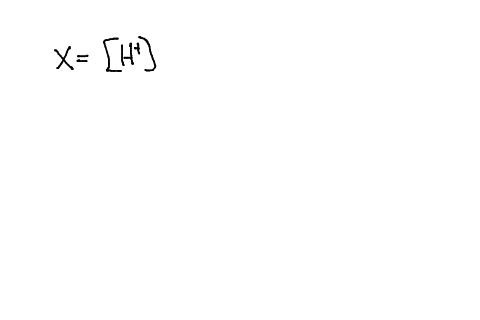 X = [H⁺]